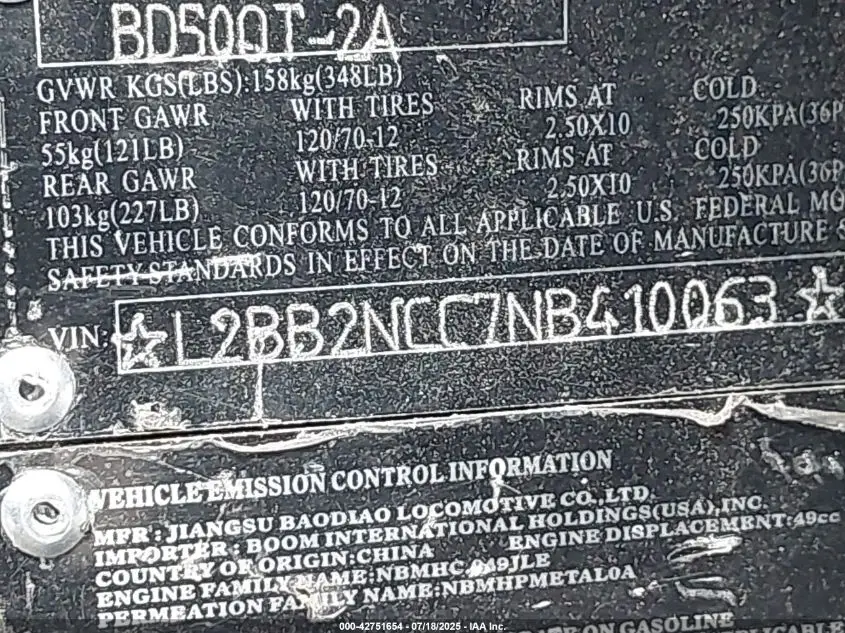 BD50QT-2A
GVWR KGS(LBS):158kg(348LB)
FRONT GAWR WITH TIRES RIMS AT COLD
55kg(121LB) 120/70-12 2.50X10 250KPA(36P
REAR GAWR WITH TIRES RIMS AT COLD
103kg(227LB) 120/70-12 2.50X10 250KPA(36P
THIS VEHICLE CONFORMS TO ALL APPLICABLE U.S. FEDERAL MO
SAFETY STANDARDS IN EFFECT ON THE DATE OF MANUFACTURE S
VIN: ☆L2BB2NCC7NB410063☆
VEHICLE EMISSION CONTROL INFORMATION
MFR : JIANGSU BAODIAO LOCOMOTIVE CO.,LTD.
IMPORTER : BOOM INTERNATIONAL HOLDINGS(USA),INC.
COUNTRY OF ORIGIN:CHINA ENGINE DISPLACEMENT:49cc
ENGINE FAMILY NAME:NBMHC.049JLE
PERMEATION FAMILY NAME:NBMHPMETAL0A
ON GASOLINE
000-42751654 / 07/18/2025 - IAA Inc.